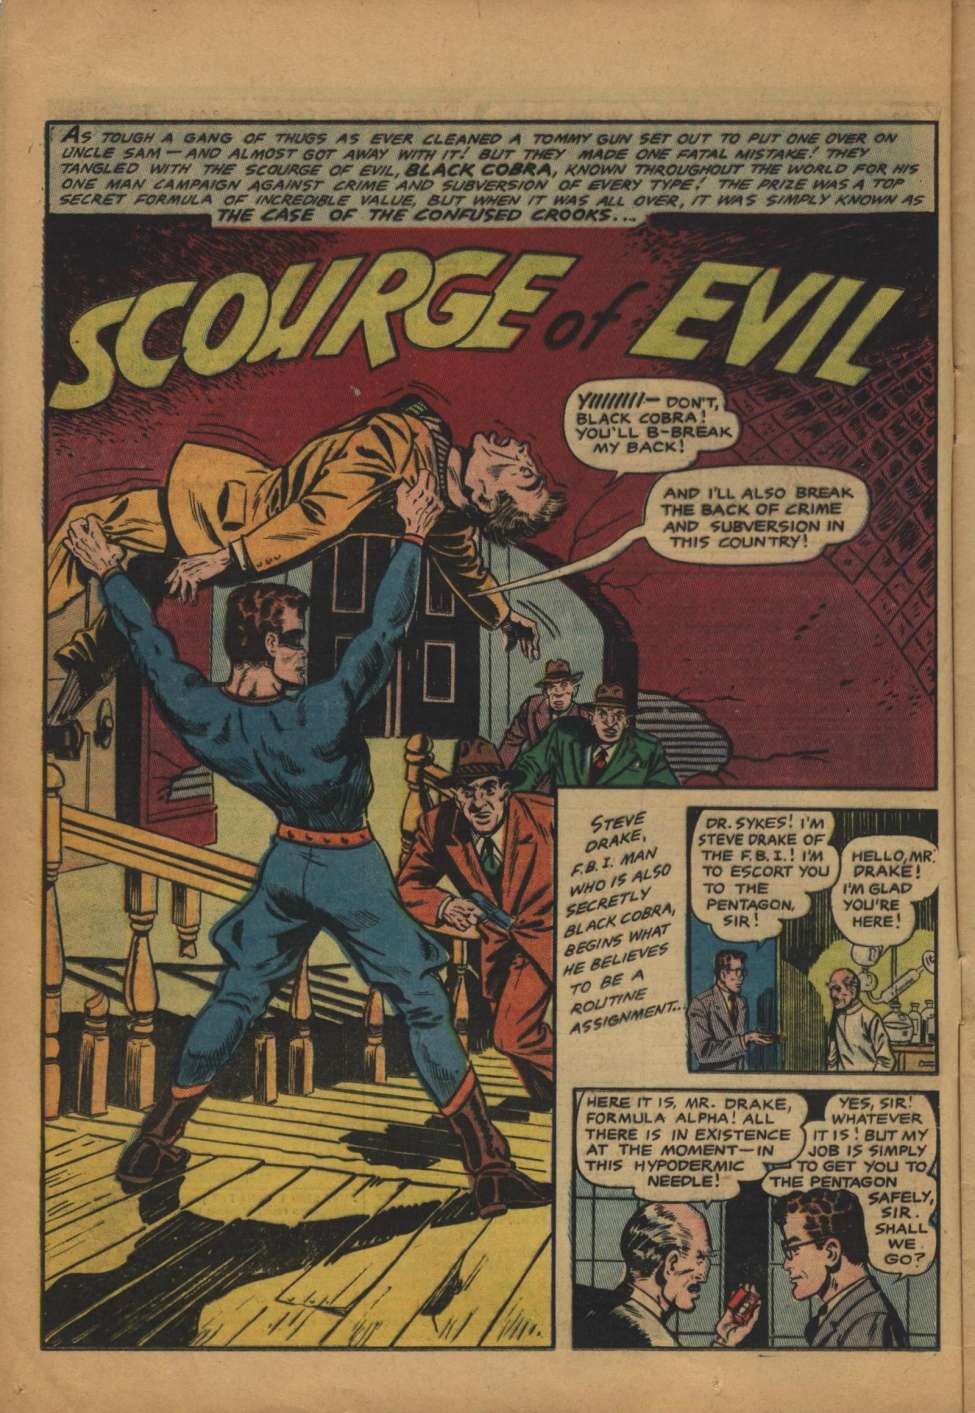 AS TOUGH A GANG OF THUGS AS EVER CLEANED A TOMMY GUN SET OUT TO PUT ONE OVER ON
UNCLE SAM — AND ALMOST GOT AWAY WITH IT! BUT THEY MADE ONE FATAL MISTAKE! THEY
TANGLED WITH THE SCOURGE OF EVIL, BLACK COBRA, KNOWN THROUGHOUT THE WORLD FOR HIS
ONE MAN CAMPAIGN AGAINST CRIME AND SUBVERSION OF EVERY TYPE! THE PRIZE WAS A TOP
SECRET FORMULA OF INCREDIBLE VALUE, BUT WHEN IT WAS ALL OVER, IT WAS SIMPLY KNOWN AS
THE CASE OF THE CONFUSED CROOKS...
SCOURGE of EVIL
YIIIIIIII— DON'T,
BLACK COBRA!
YOU'LL B-BREAK
MY BACK!
AND I'LL ALSO BREAK
THE BACK OF CRIME
AND SUBVERSION IN
THIS COUNTRY!
STEVE
DRAKE,
F.B.I. MAN
WHO IS ALSO
SECRETLY
BLACK COBRA,
BEGINS WHAT
HE BELIEVES
TO BE A
ROUTINE
ASSIGNMENT...
DR. SYKES! I'M
STEVE DRAKE OF
THE F.B.I.! I'M
TO ESCORT YOU
TO THE
PENTAGON,
SIR!
HELLO, MR.
DRAKE!
I'M GLAD
YOU'RE
HERE!
HERE IT IS, MR. DRAKE,
FORMULA ALPHA! ALL
THERE IS IN EXISTENCE
AT THE MOMENT—IN
THIS HYPODERMIC
NEEDLE!
YES, SIR!
WHATEVER
IT IS! BUT MY
JOB IS SIMPLY
TO GET YOU TO
THE PENTAGON
SAFELY,
SIR.
SHALL
WE
GO?